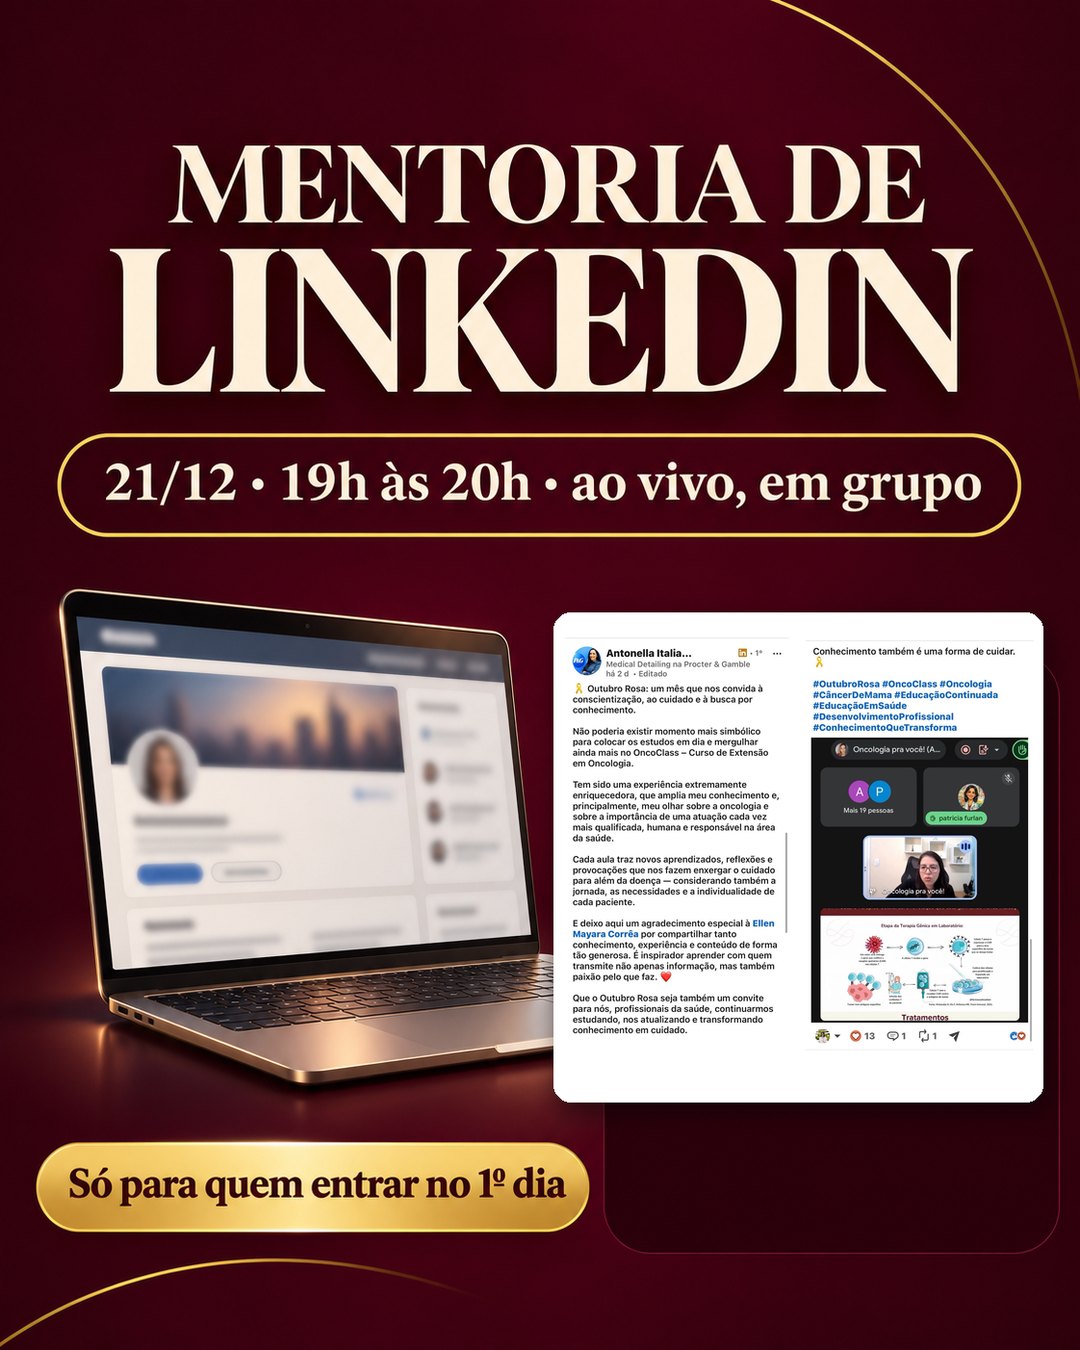 MENTORIA DE
LINKEDIN
21/12 • 19h às 20h • ao vivo, em grupo
Antonella Italia...
• 1º
Medical Detailing na Procter & Gamble
há 2 d • Editado
🎗️ Outubro Rosa: um mês que nos convida à
conscientização, ao cuidado e à busca por
conhecimento.
Não poderia existir momento mais simbólico
para colocar os estudos em dia e mergulhar
ainda mais no OncoClass – Curso de Extensão
em Oncologia.
Tem sido uma experiência extremamente
enriquecedora, que amplia meu conhecimento e,
principalmente, meu olhar sobre a oncologia e
sobre a importância de uma atuação cada vez
mais qualificada, humana e responsável na área
da saúde.
Cada aula traz novos aprendizados, reflexões e
provocações que nos fazem enxergar o cuidado
para além da doença — considerando também a
jornada, as necessidades e a individualidade de
cada paciente.
E deixo aqui um agradecimento especial à Ellen
Mayara Corrêa por compartilhar tanto
conhecimento, experiência e conteúdo de forma
tão generosa. É inspirador aprender com quem
transmite não apenas informação, mas também
paixão pelo que faz. ❤️
Que o Outubro Rosa seja também um convite
para nós, profissionais da saúde, continuarmos
estudando, nos atualizando e transformando
conhecimento em cuidado.
Conhecimento também é uma forma de cuidar.
🎗️
#OutubroRosa #OncoClass #Oncologia
#CâncerDeMama #EducaçãoContinuada
#EducaçãoEmSaúde
#DesenvolvimentoProfissional
#ConhecimentoQueTransforma
Oncologia pra você! (A...
A P
Mais 19 pessoas
patricia furlan
Oncologia pra você!
Etapa da Terapia Gênica em Laboratório
Tratamentos
13
1
1
Só para quem entrar no 1º dia